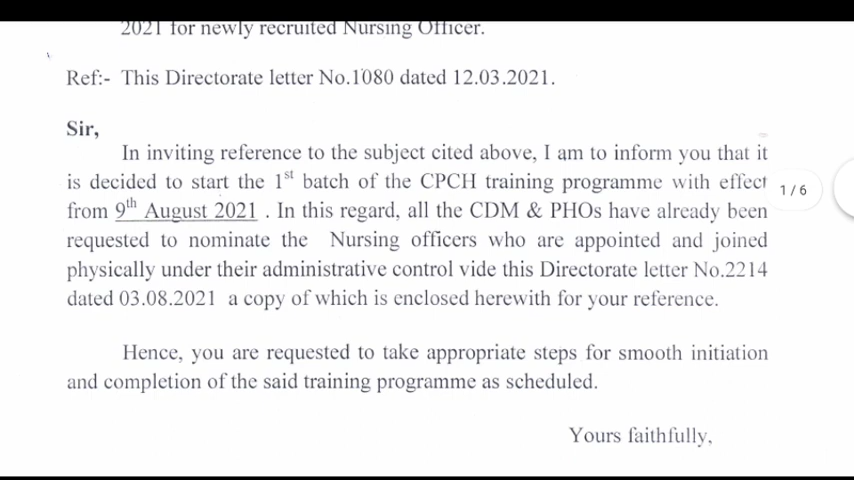 2021 for newly recruited Nursing Officer.
Ref:- This Directorate letter No.1080 dated 12.03.2021.
Sir,
In inviting reference to the subject cited above, I am to inform you that it
is decided to start the 1st batch of the CPCH training programme with effect
from 9th August 2021 . In this regard, all the CDM & PHOs have already been
requested to nominate the Nursing officers who are appointed and joined
physically under their administrative control vide this Directorate letter No.2214
dated 03.08.2021 a copy of which is enclosed herewith for your reference.
Hence, you are requested to take appropriate steps for smooth initiation
and completion of the said training programme as scheduled.
Yours faithfully,
1 / 6